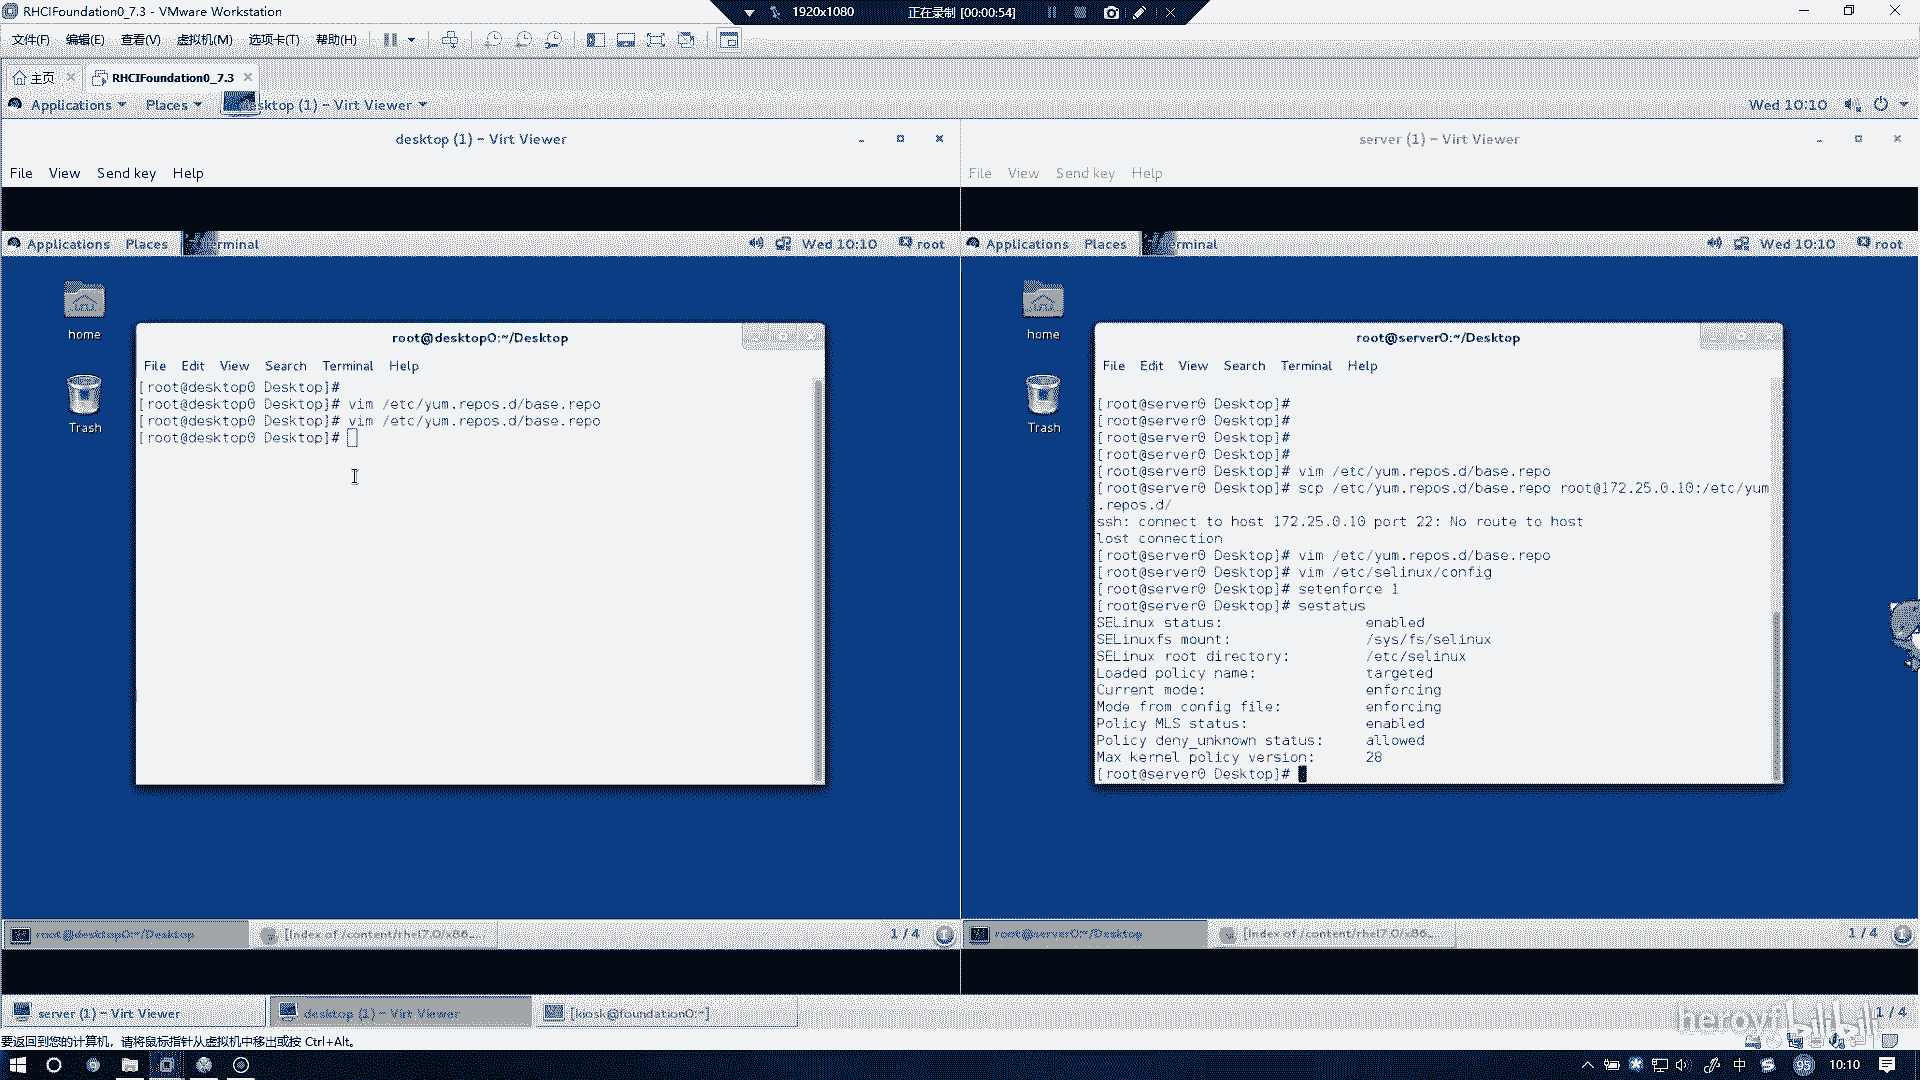 RHCIFoundation0_7.3 - VMware Workstation
1920x1080
正在录制 [00:00:54]
文件(F) 编辑(E) 查看(V) 虚拟机(M) 选项卡(T) 帮助(H)
主页
RHCIFoundation0_7.3
Applications Places desktop (1) – Virt Viewer
Wed 10:10
desktop (1) – Virt Viewer
File View Send key Help
Applications Places Terminal
Wed 10:10 root
home
Trash
root@desktop0:~/Desktop
File Edit View Search Terminal Help
[root@desktop0 Desktop]#
[root@desktop0 Desktop]# vim /etc/yum.repos.d/base.repo
[root@desktop0 Desktop]# vim /etc/yum.repos.d/base.repo
[root@desktop0 Desktop]#
root@desktop0:~/Desktop
[Index of /content/rhel7.0/x86_...
1 / 4
server (1) – Virt Viewer
File View Send key Help
Applications Places Terminal
Wed 10:10 root
home
Trash
root@server0:~/Desktop
File Edit View Search Terminal Help
[root@server0 Desktop]#
[root@server0 Desktop]#
[root@server0 Desktop]#
[root@server0 Desktop]#
[root@server0 Desktop]# vim /etc/yum.repos.d/base.repo
[root@server0 Desktop]# scp /etc/yum.repos.d/base.repo root@172.25.0.10:/etc/yum
.repos.d/
ssh: connect to host 172.25.0.10 port 22: No route to host
lost connection
[root@server0 Desktop]# vim /etc/yum.repos.d/base.repo
[root@server0 Desktop]# vim /etc/selinux/config
[root@server0 Desktop]# setenforce 1
[root@server0 Desktop]# sestatus
SELinux status: enabled
SELinuxfs mount: /sys/fs/selinux
SELinux root directory: /etc/selinux
Loaded policy name: targeted
Current mode: enforcing
Mode from config file: enforcing
Policy MLS status: enabled
Policy deny_unknown status: allowed
Max kernel policy version: 28
[root@server0 Desktop]#
root@server0:~/Desktop
[Index of /content/rhel7.0/x86_...
1 / 4
server (1) – Virt Viewer
desktop (1) – Virt Viewer
[kiosk@foundation0:~]
1 / 4
bilibili
要返回到您的计算机，请将鼠标指针从虚拟机中移出或按 Ctrl+Alt。
中
95
10:10